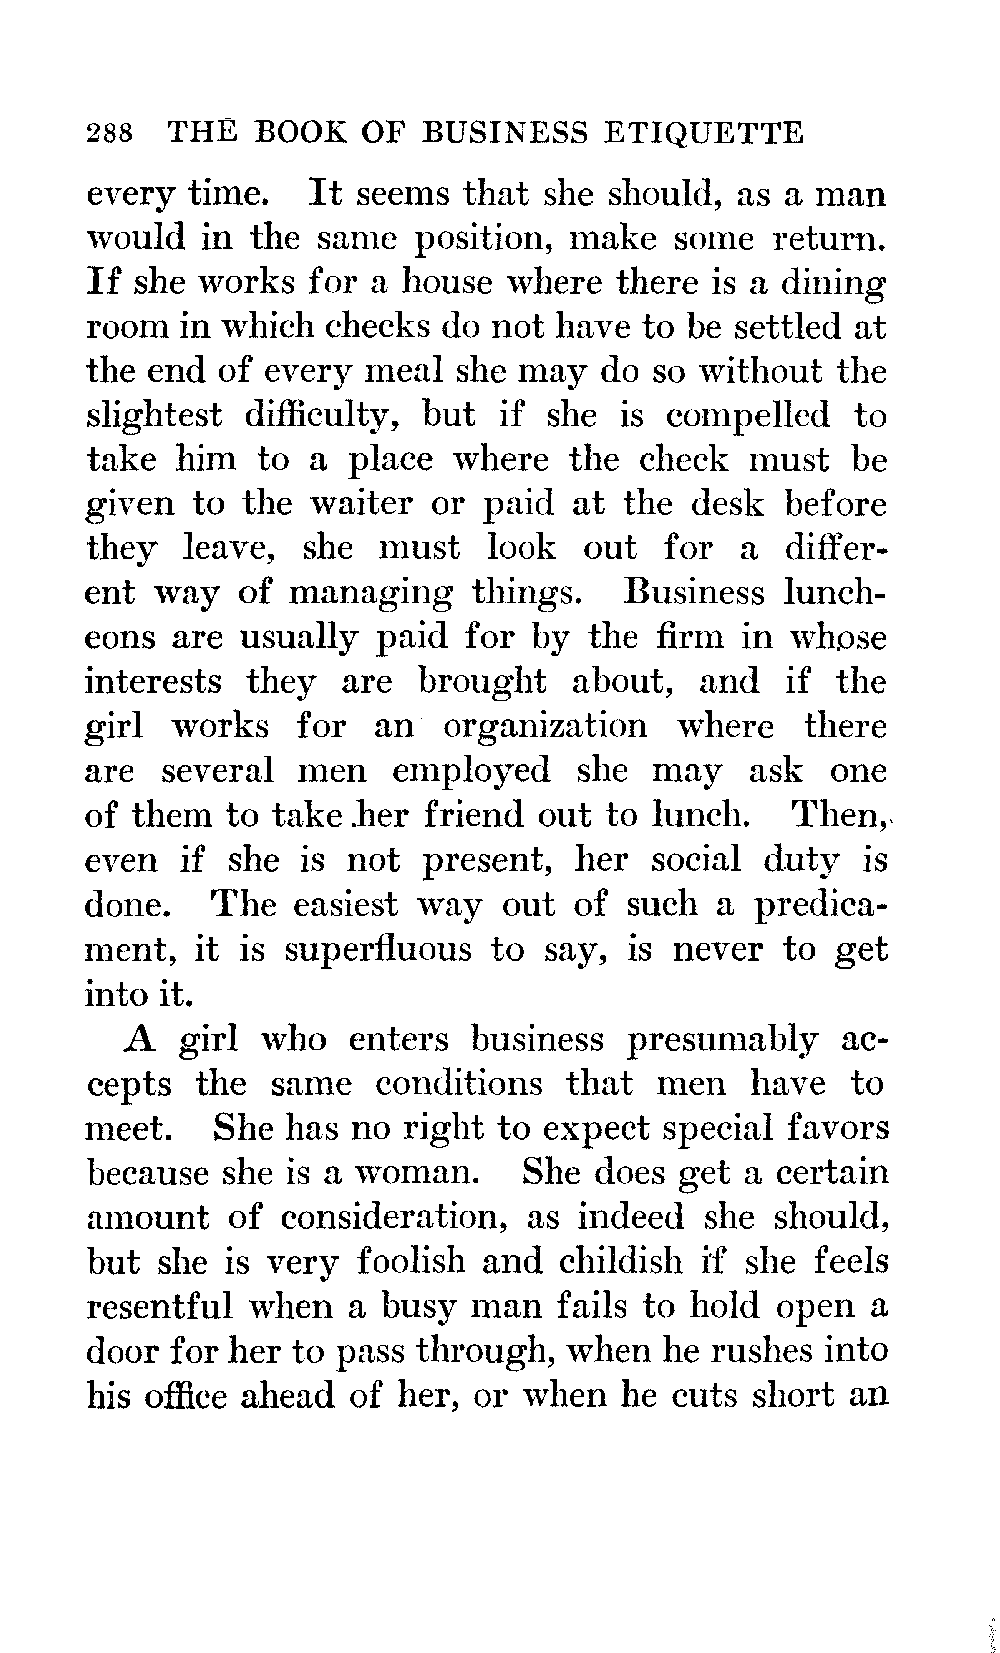 288 THE BOOK OF BUSINESS ETIQUETTE
every time. It seems that she should, as a man
would in the same position, make some return.
If she works for a house where there is a dining
room in which checks do not have to be settled at
the end of every meal she may do so without the
slightest difficulty, but if she is compelled to
take him to a place where the check must be
given to the waiter or paid at the desk before
they leave, she must look out for a differ-
ent way of managing things. Business lunch-
eons are usually paid for by the firm in whose
interests they are brought about, and if the
girl works for an organization where there
are several men employed she may ask one
of them to take her friend out to lunch. Then,
even if she is not present, her social duty is
done. The easiest way out of such a predica-
ment, it is superfluous to say, is never to get
into it.
A girl who enters business presumably ac-
cepts the same conditions that men have to
meet. She has no right to expect special favors
because she is a woman. She does get a certain
amount of consideration, as indeed she should,
but she is very foolish and childish if she feels
resentful when a busy man fails to hold open a
door for her to pass through, when he rushes into
his office ahead of her, or when he cuts short an